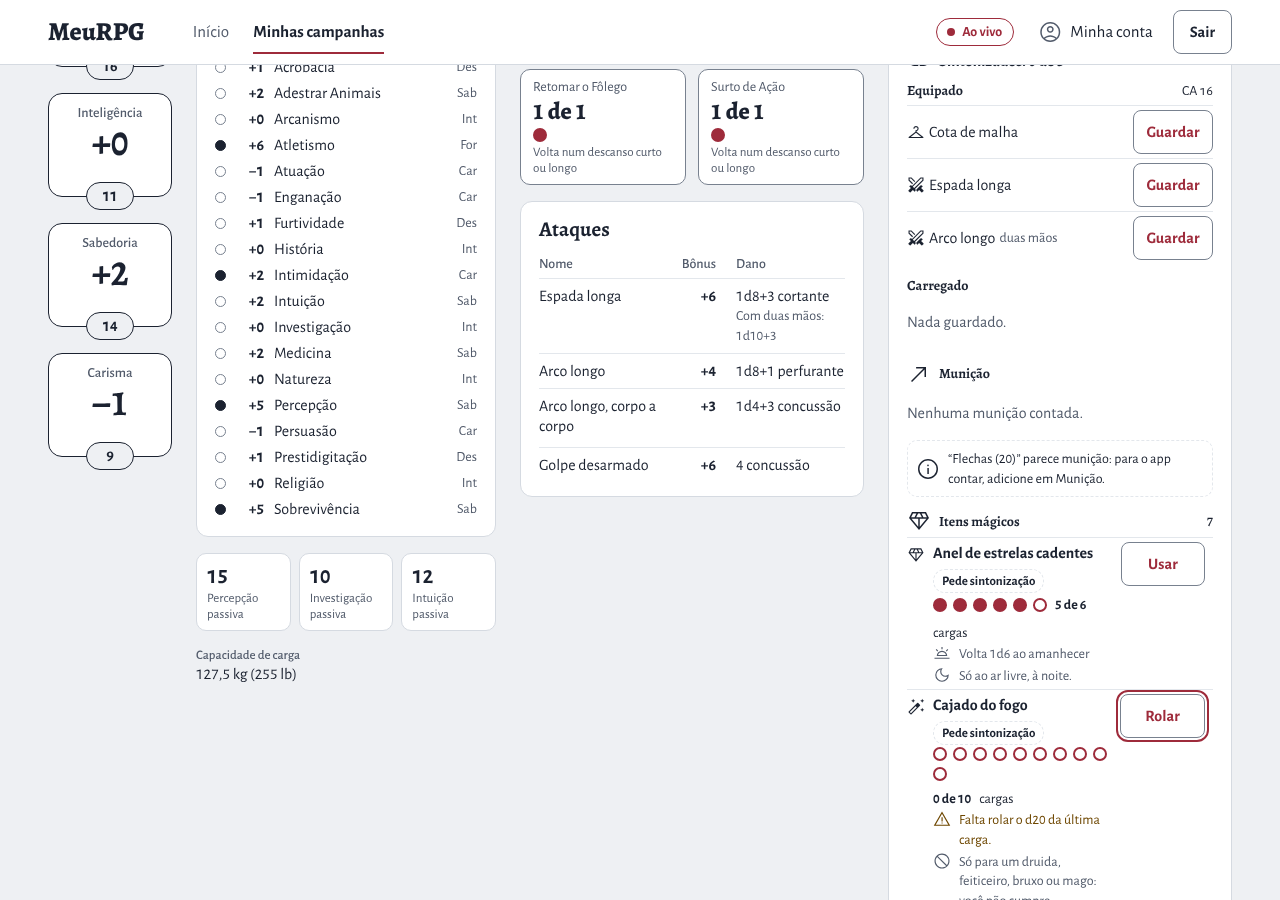 MeuRPG
Início
Minhas campanhas
Ao vivo
Minha conta
Sair
16
Inteligência
+0
11
Sabedoria
+2
14
Carisma
−1
9
+1 Acrobacia Des
+2 Adestrar Animais Sab
+0 Arcanismo Int
+6 Atletismo For
−1 Atuação Car
−1 Enganação Car
+1 Furtividade Des
+0 História Int
+2 Intimidação Car
+2 Intuição Sab
+0 Investigação Int
+2 Medicina Sab
+0 Natureza Int
+5 Percepção Sab
−1 Persuasão Car
+1 Prestidigitação Des
+0 Religião Int
+5 Sobrevivência Sab
15
Percepção
passiva
10
Investigação
passiva
12
Intuição
passiva
Capacidade de carga
127,5 kg (255 lb)
Retomar o Fôlego
1 de 1
Volta num descanso curto
ou longo
Surto de Ação
1 de 1
Volta num descanso curto
ou longo
Ataques
Nome Bônus Dano
Espada longa +6 1d8+3 cortante
Com duas mãos:
1d10+3
Arco longo +4 1d8+1 perfurante
Arco longo, corpo a
corpo
+3 1d4+3 concussão
Golpe desarmado +6 4 concussão
Equipado CA 16
Cota de malha Guardar
Espada longa Guardar
Arco longo duas mãos Guardar
Carregado
Nada guardado.
Munição
Nenhuma munição contada.
“Flechas (20)” parece munição: para o app
contar, adicione em Munição.
Itens mágicos 7
Anel de estrelas cadentes Usar
Pede sintonização
5 de 6
cargas
Volta 1d6 ao amanhecer
Só ao ar livre, à noite.
Cajado do fogo Rolar
Pede sintonização
0 de 10 cargas
Falta rolar o d20 da última
carga.
Só para um druida,
feiticeiro, bruxo ou mago: